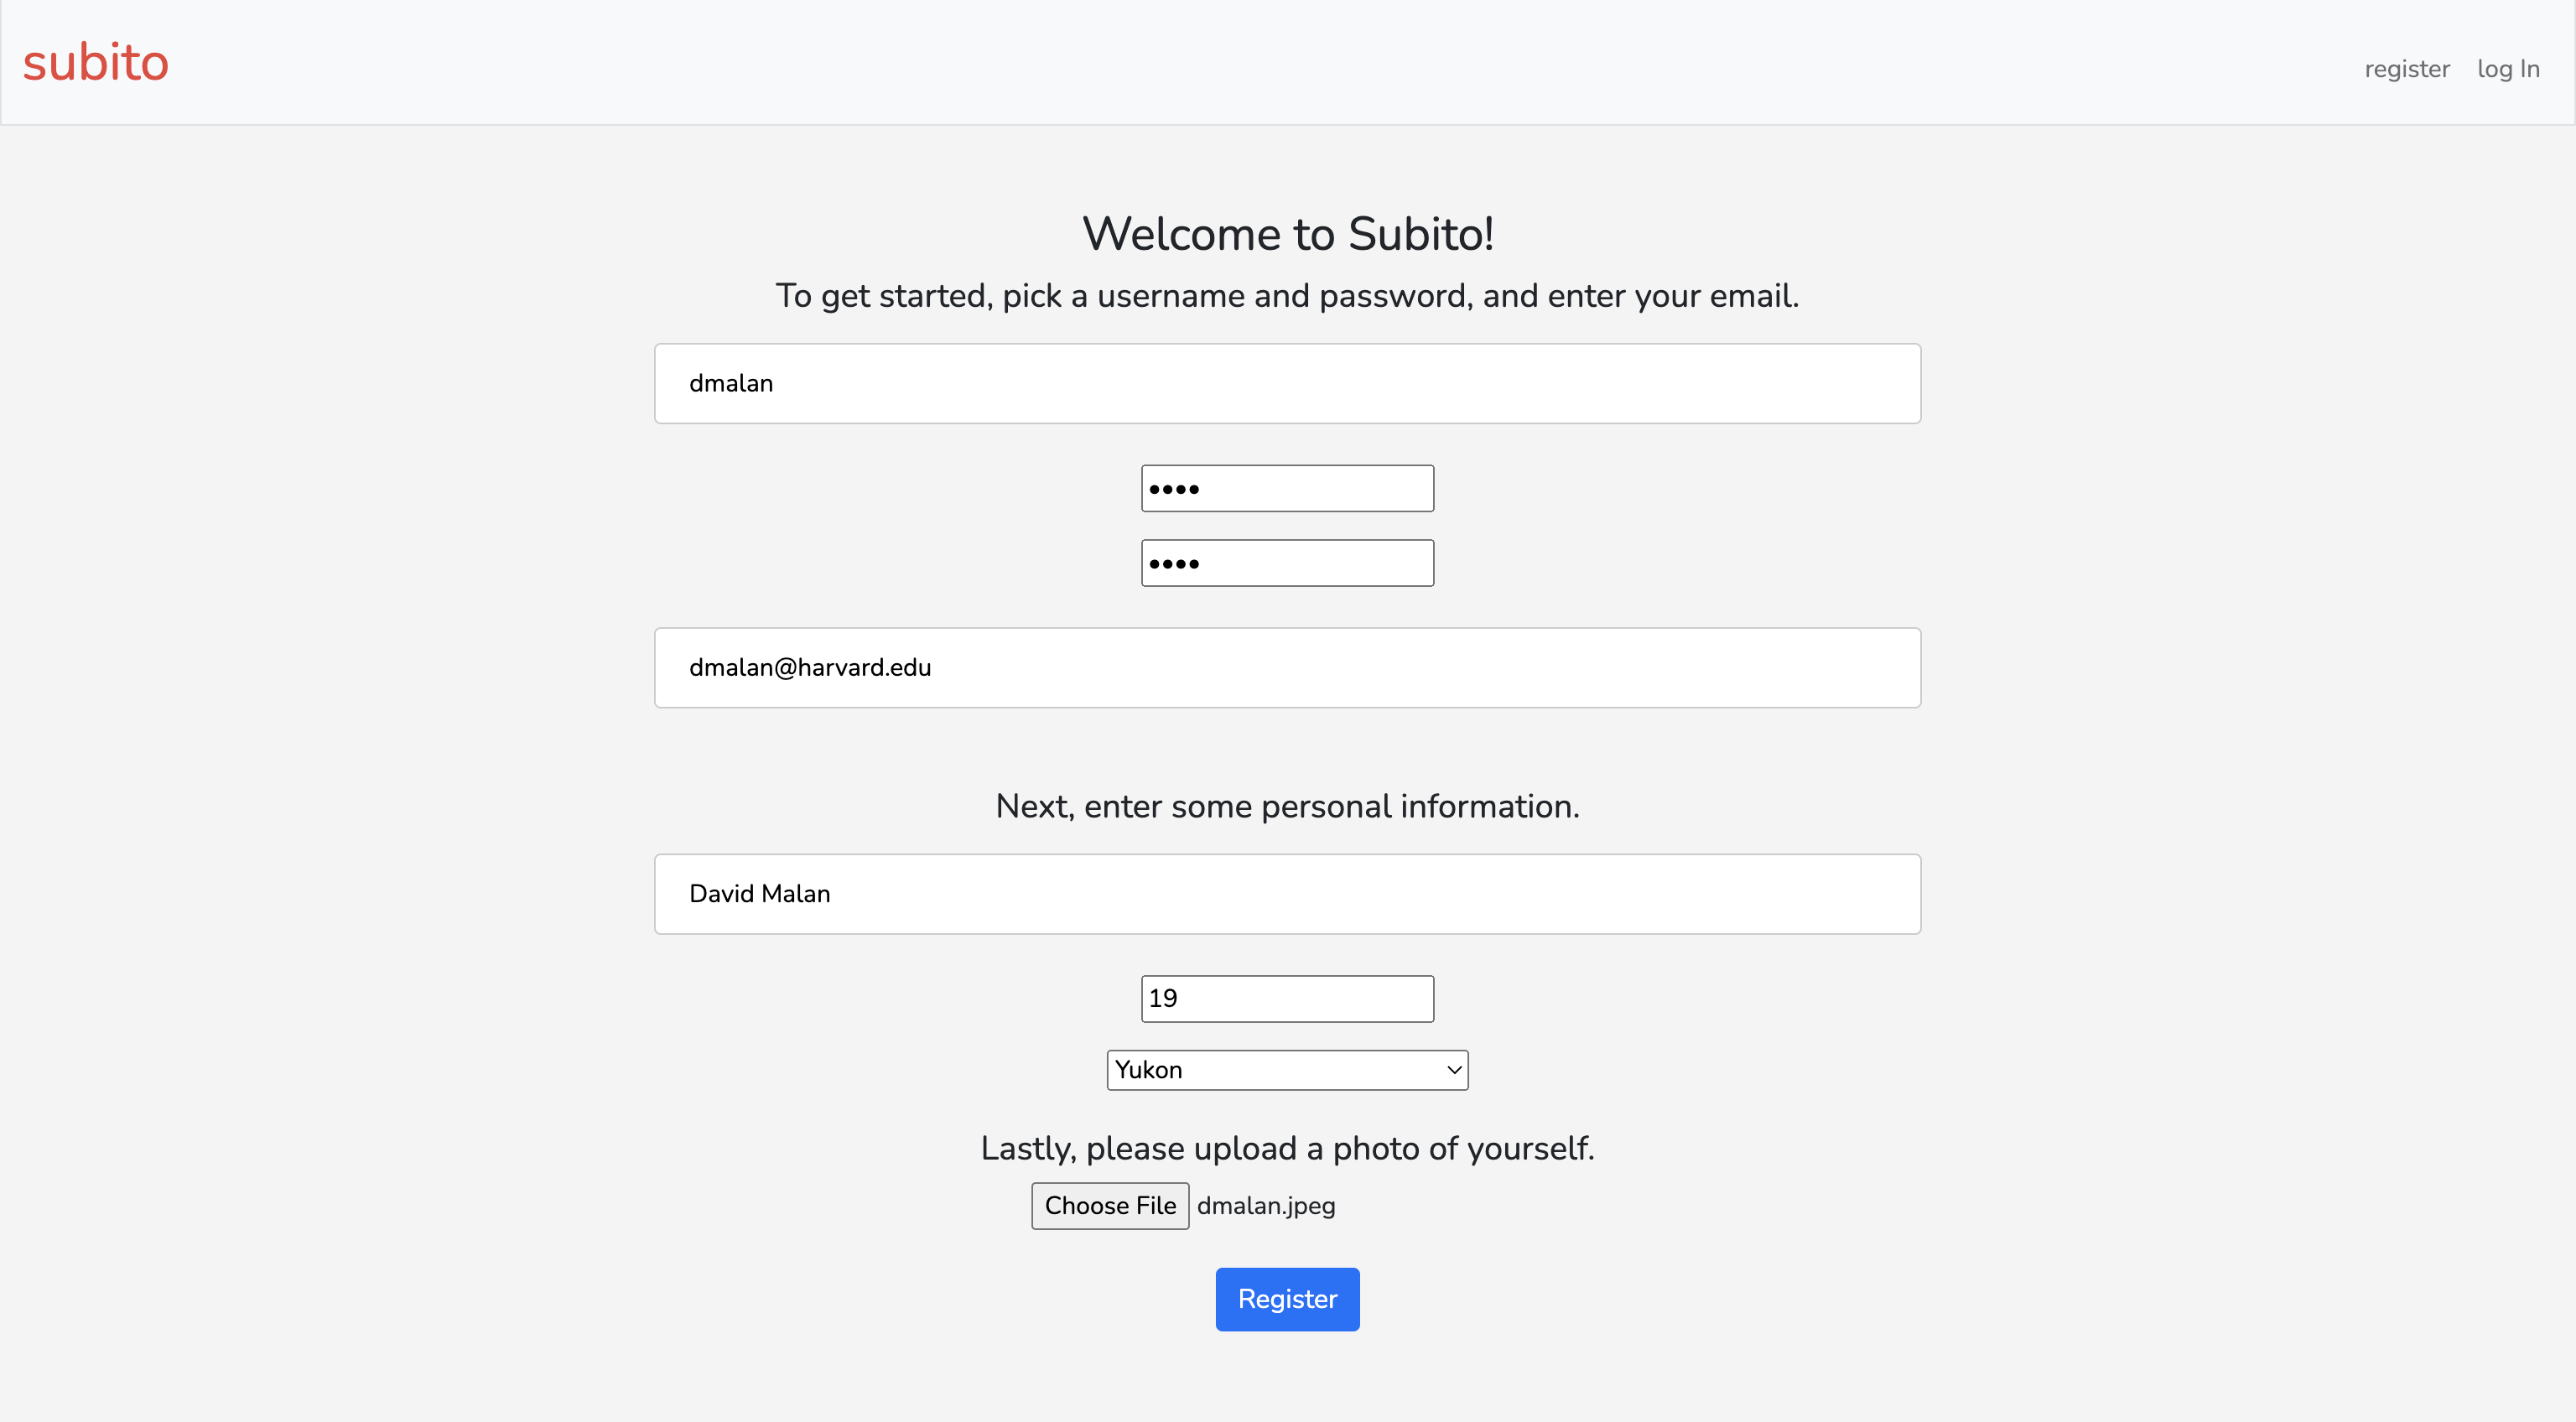 subito
register log In
Welcome to Subito!
To get started, pick a username and password, and enter your email.
dmalan
••••
••••
dmalan@harvard.edu
Next, enter some personal information.
David Malan
19
Yukon
Lastly, please upload a photo of yourself.
Choose File dmalan.jpeg
Register